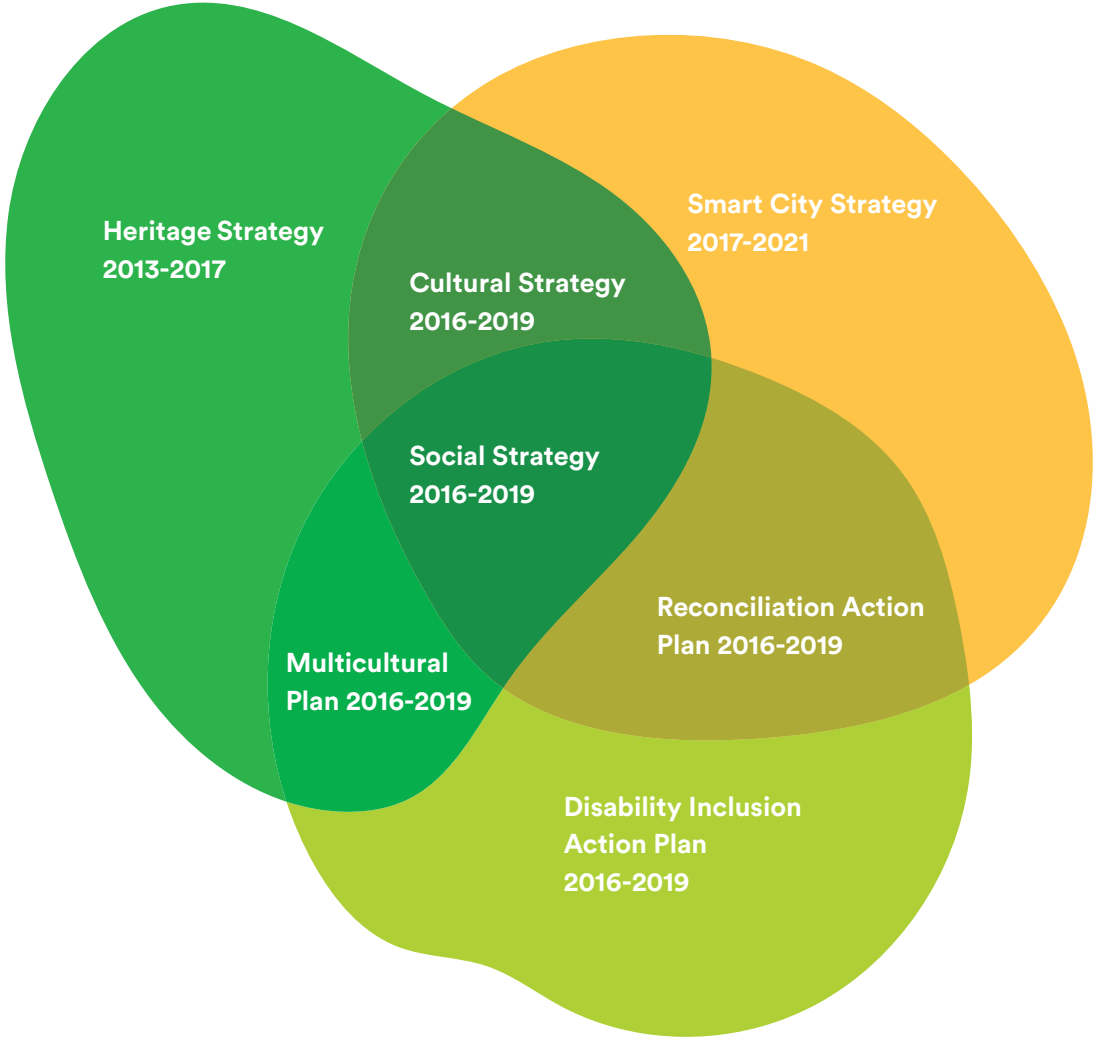 Heritage Strategy
2013-2017
Smart City Strategy
2017-2021
Cultural Strategy
2016-2019
Social Strategy
2016-2019
Reconciliation Action
Plan 2016-2019
Multicultural
Plan 2016-2019
Disability Inclusion
Action Plan
2016-2019